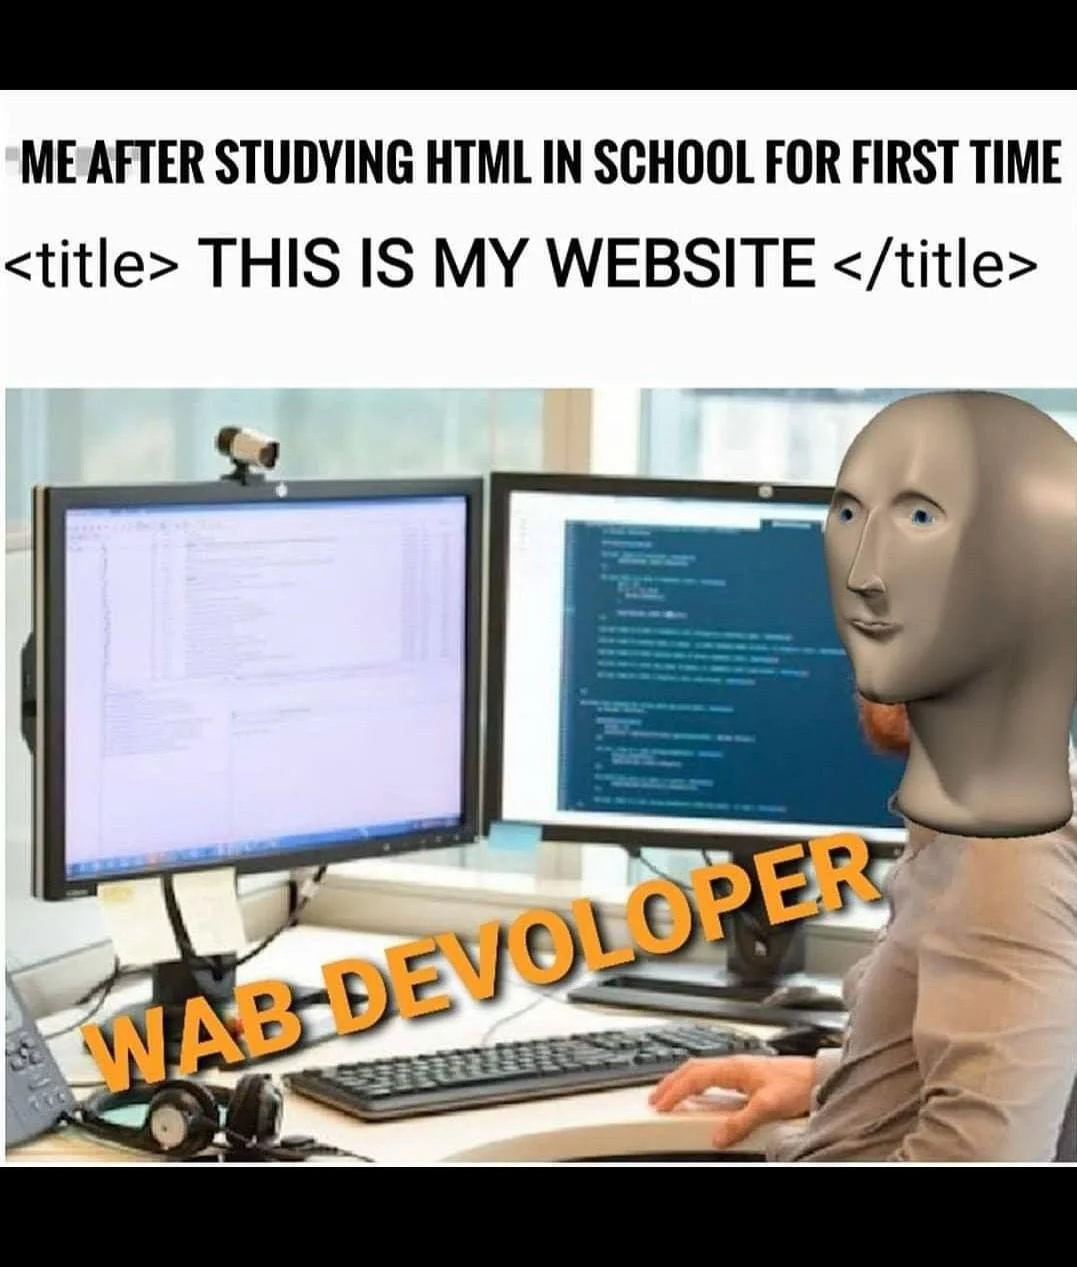 ME AFTER STUDYING HTML IN SCHOOL FOR FIRST TIME
<title> THIS IS MY WEBSITE </title>
WAB DEVOLOPER